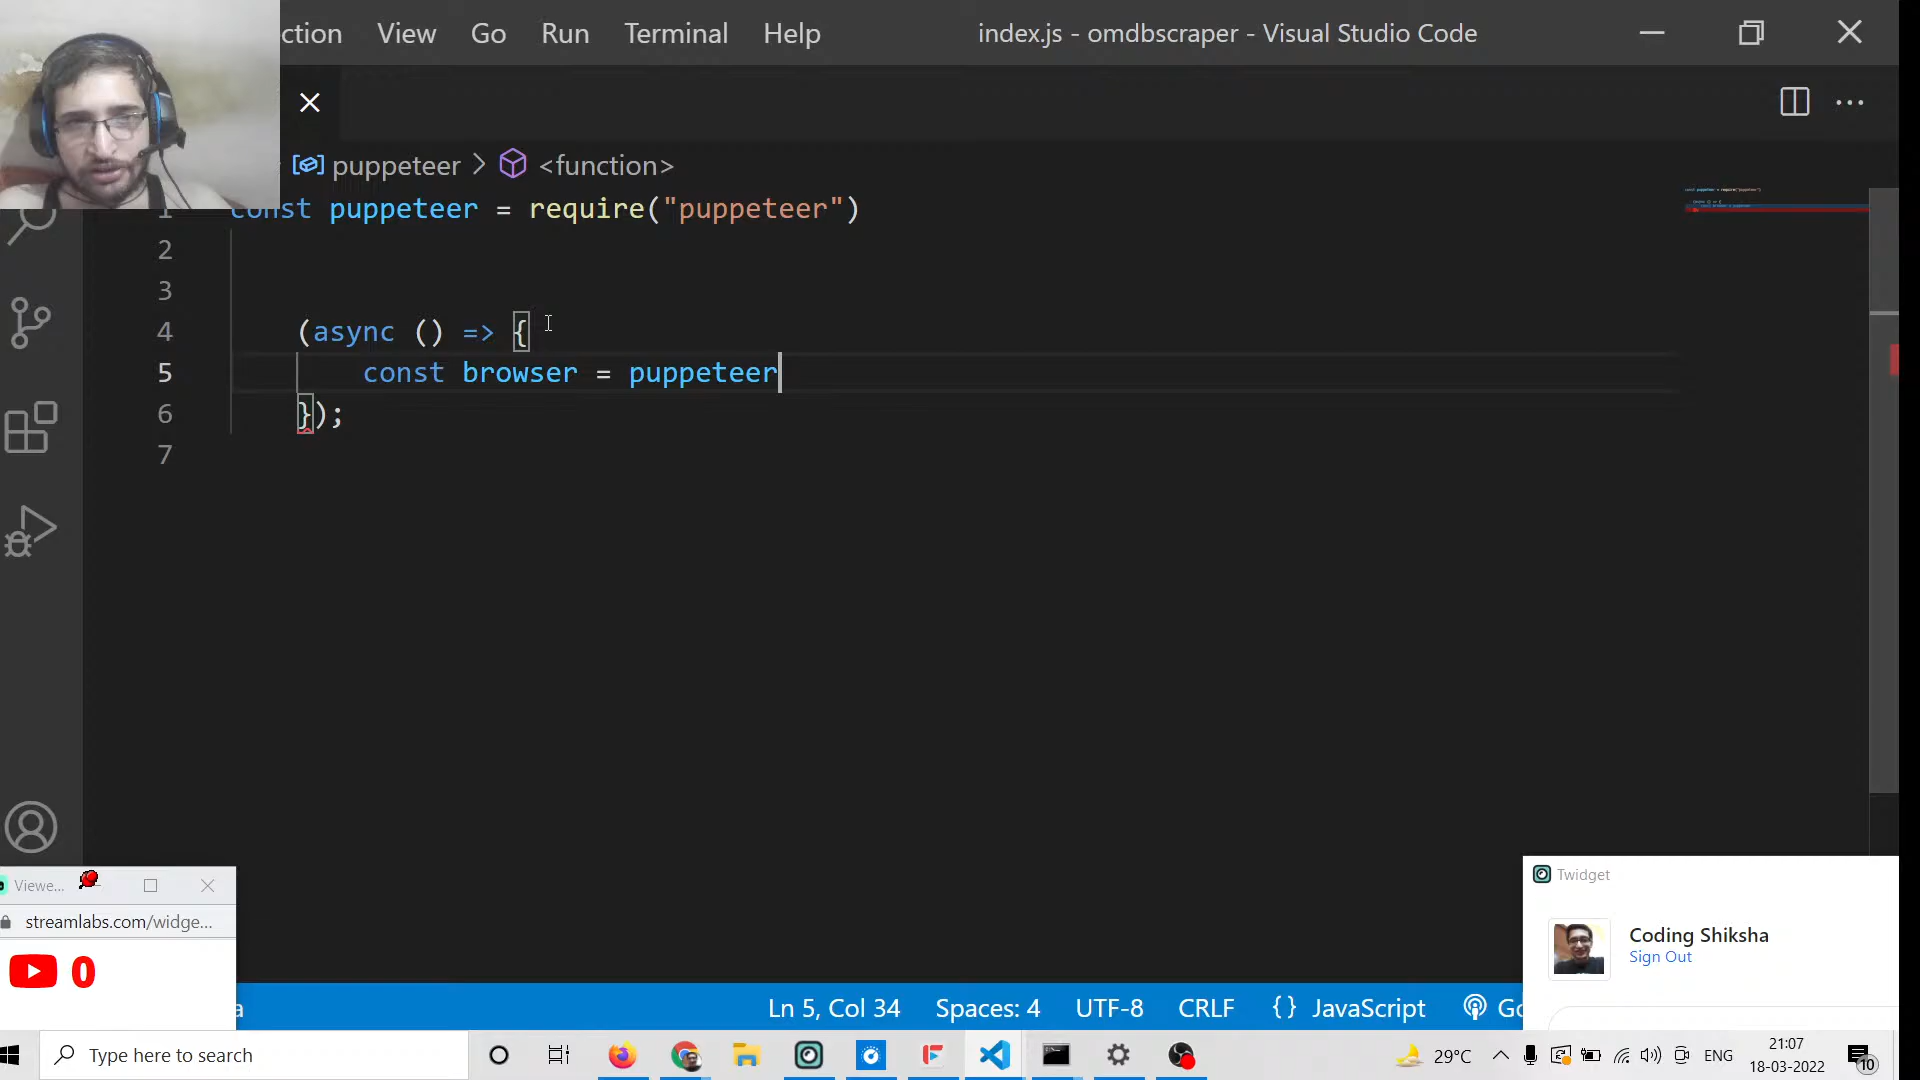 ction View Go Run Terminal Help index.js - omdbscraper - Visual Studio Code
puppeteer > <function>
1 const puppeteer = require("puppeteer")
2
3
4 (async () => {
5 const browser = puppeteer
6 });
7
Viewe...
streamlabs.com/widge...
0
Twidget
Coding Shiksha
Sign Out
a Ln 5, Col 34 Spaces: 4 UTF-8 CRLF {} JavaScript Go
Type here to search
29°C ENG 21:07
18-03-2022
10